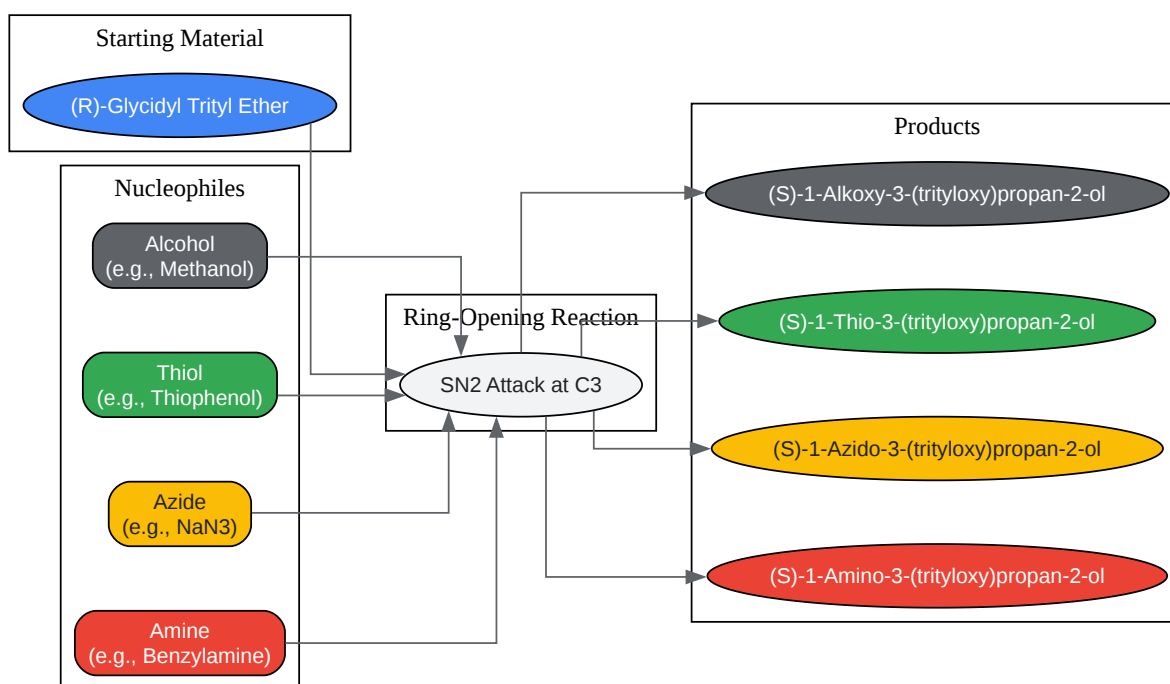 Starting Material
(R)-Glycidyl Trityl Ether
Nucleophiles
Alcohol
(e.g., Methanol)
Thiol
(e.g., Thiophenol)
Azide
(e.g., NaN3)
Amine
(e.g., Benzylamine)
Ring-Opening Reaction
SN2 Attack at C3
Products
(S)-1-Alkoxy-3-(trityloxy)propan-2-ol
(S)-1-Thio-3-(trityloxy)propan-2-ol
(S)-1-Azido-3-(trityloxy)propan-2-ol
(S)-1-Amino-3-(trityloxy)propan-2-ol